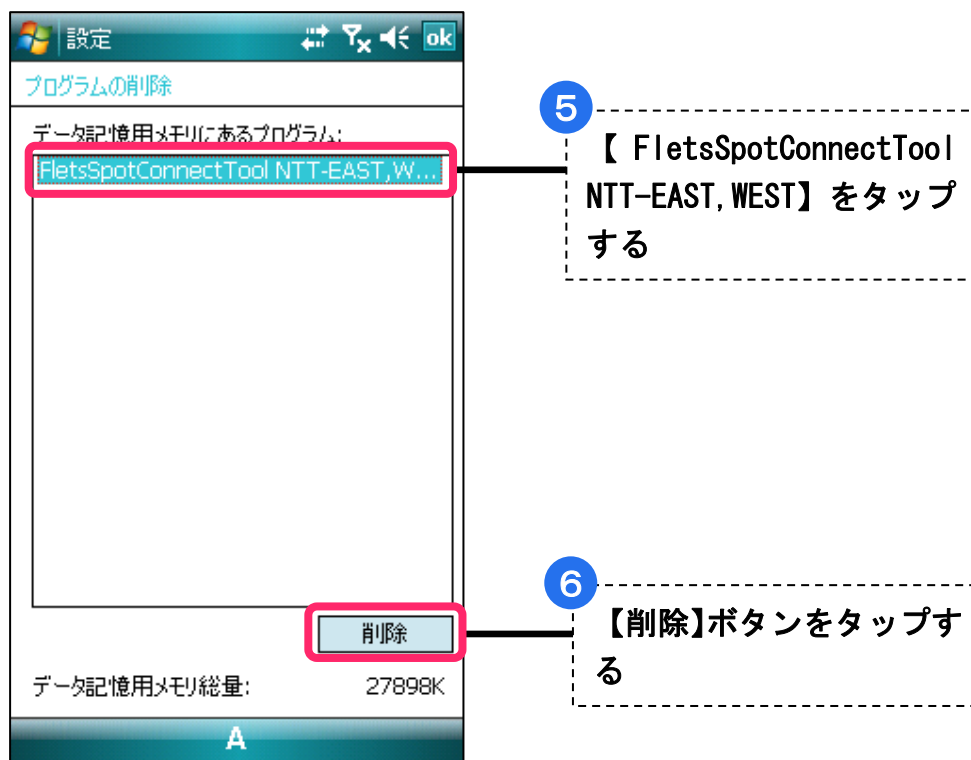 設定
ok
プログラムの削除
データ記憶用メモリにあるプログラム:
FletsSpotConnectTool NTT-EAST,W...
削除
データ記憶用メモリ総量: 27898K
A
5
【 FletsSpotConnectTool
NTT-EAST,WEST】をタップ
する
6
【削除】ボタンをタップす
る